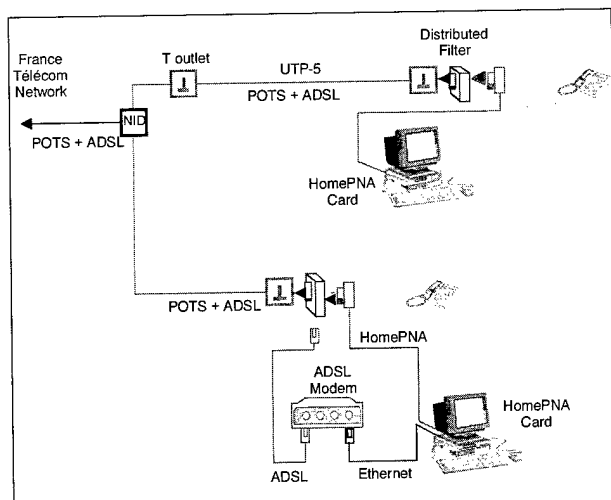 Distributed
Filter
France
Télécom
Network
T outlet
UTP-5
POTS + ADSL
NID
POTS + ADSL
HomePNA
Card
POTS + ADSL
HomePNA
ADSL
Modem
HomePNA
Card
ADSL
Ethernet